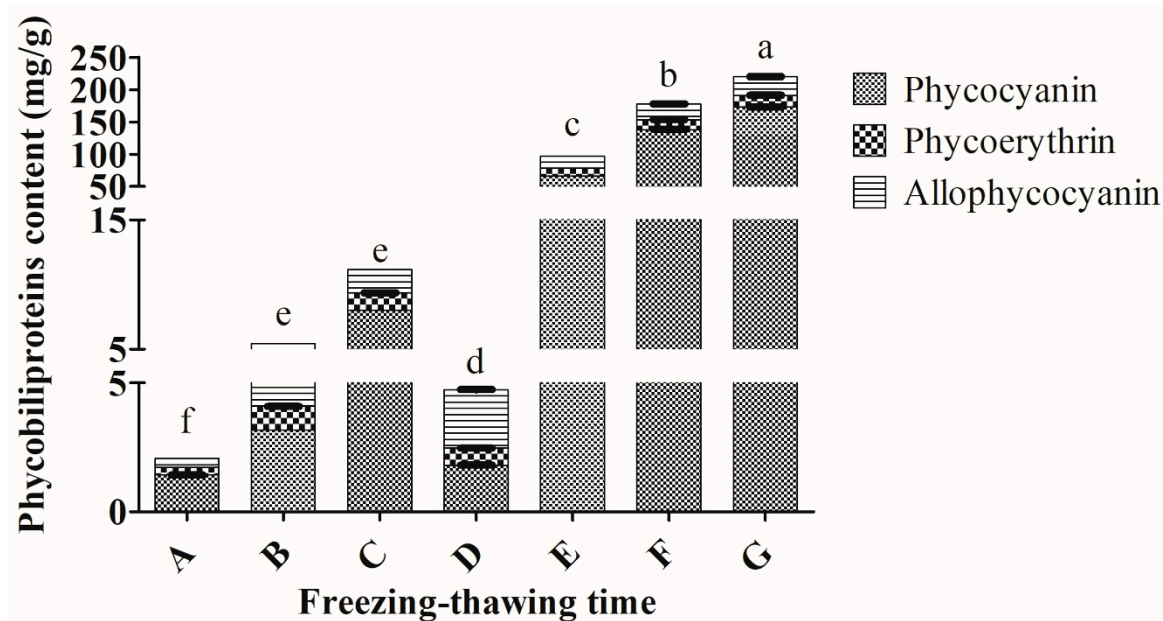 Phycobiliproteins content (mg/g)
250
200
150
100
50
15
5
5
0
f
e
e
d
c
b
a
Phycocyanin
Phycoerythrin
Allophycocyanin
A
B
C
D
E
F
G
Freezing-thawing time